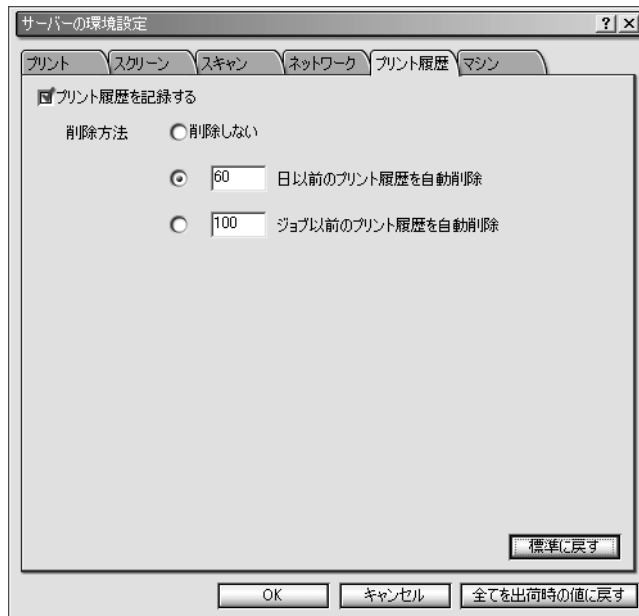 サーバーの環境設定
プリント スクリーン スキャン ネットワーク プリント履歴 マシン
プリント履歴を記録する
削除方法 削除しない
60 日以前のプリント履歴を自動削除
100 ジョブ以前のプリント履歴を自動削除
標準に戻す
OK キャンセル 全てを出荷時の値に戻す